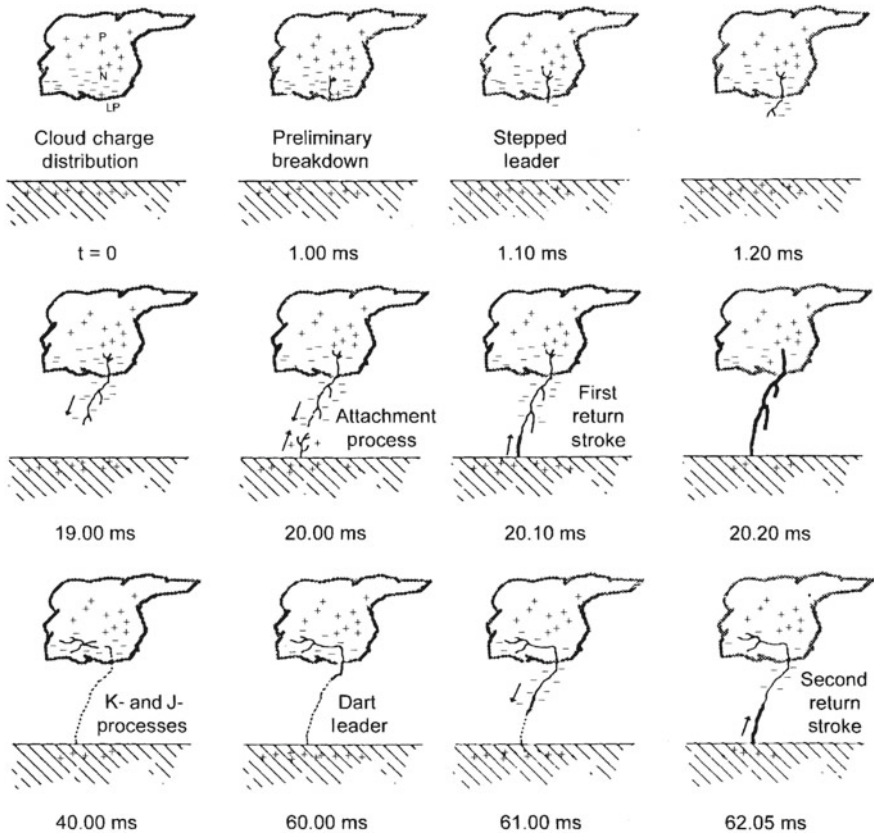 P
N
LP
Cloud charge
distribution
Preliminary
breakdown
Stepped
leader
t = 0
1.00 ms
1.10 ms
1.20 ms
Attachment
process
First
return
stroke
19.00 ms
20.00 ms
20.10 ms
20.20 ms
K- and J-
processes
Dart
leader
Second
return
stroke
40.00 ms
60.00 ms
61.00 ms
62.05 ms